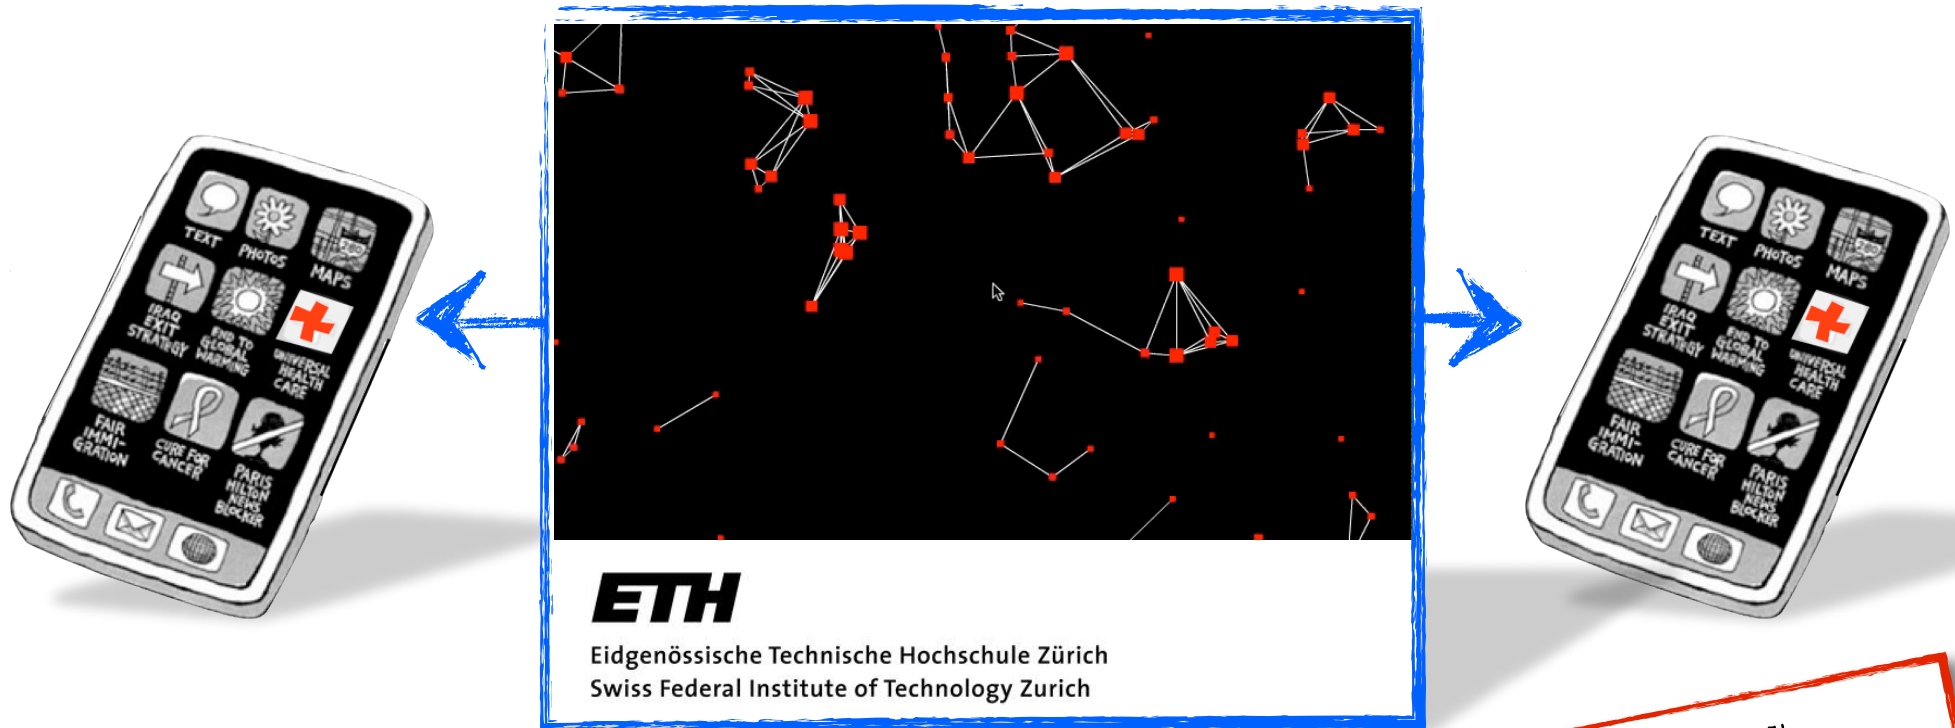 TEXT
PHOTOS
MAPS
280
IRAQ
EXIT
STRATEGY
END TO
GLOBAL
WARMING
UNIVERSAL
HEALTH
CARE
FAIR
IMMI-
GRATION
CURE FOR
CANCER
PARIS
HILTON
NEWS
BLOCKER
ETH
Eidgenössische Technische Hochschule Zürich
Swiss Federal Institute of Technology Zurich
TEXT
PHOTOS
MAPS
280
IRAQ
EXIT
STRATEGY
END TO
GLOBAL
WARMING
UNIVERSAL
HEALTH
CARE
FAIR
IMMI-
GRATION
CURE FOR
CANCER
PARIS
HILTON
NEWS
BLOCKER